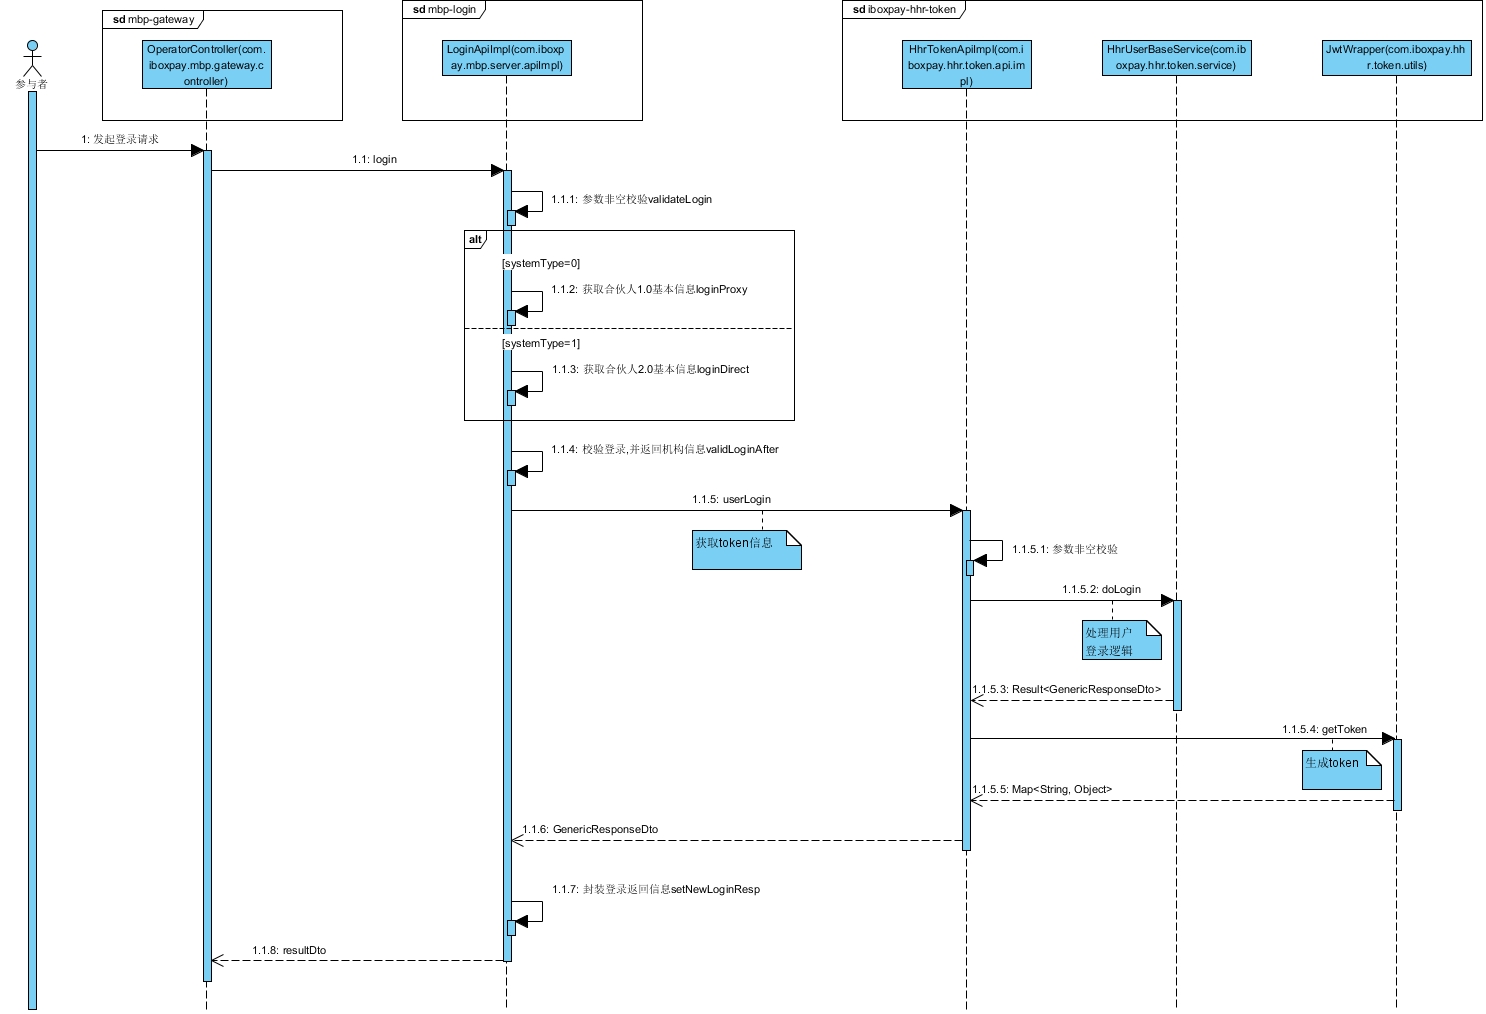 sd mbp-gateway
sd mbp-login
sd iboxpay-hhr-token
参与者
OperatorController(com.
iboxpay.mbp.gateway.c
ontroller)
LoginApiImpl(com.iboxp
ay.mbp.server.apiImpl)
HhrTokenApiImpl(com.i
boxpay.hhr.token.api.im
pl)
HhrUserBaseService(com.ib
oxpay.hhr.token.service)
JwtWrapper(com.iboxpay.hh
r.token.utils)
1: 发起登录请求
1.1: login
1.1.1: 参数非空校验validateLogin
alt
[systemType=0]
1.1.2: 获取合伙人1.0基本信息loginProxy
[systemType=1]
1.1.3: 获取合伙人2.0基本信息loginDirect
1.1.4: 校验登录,并返回机构信息validLoginAfter
1.1.5: userLogin
获取token信息
1.1.5.1: 参数非空校验
1.1.5.2: doLogin
处理用户
登录逻辑
1.1.5.3: Result<GenericResponseDto>
1.1.5.4: getToken
生成token
1.1.5.5: Map<String, Object>
1.1.6: GenericResponseDto
1.1.7: 封装登录返回信息setNewLoginResp
1.1.8: resultDto